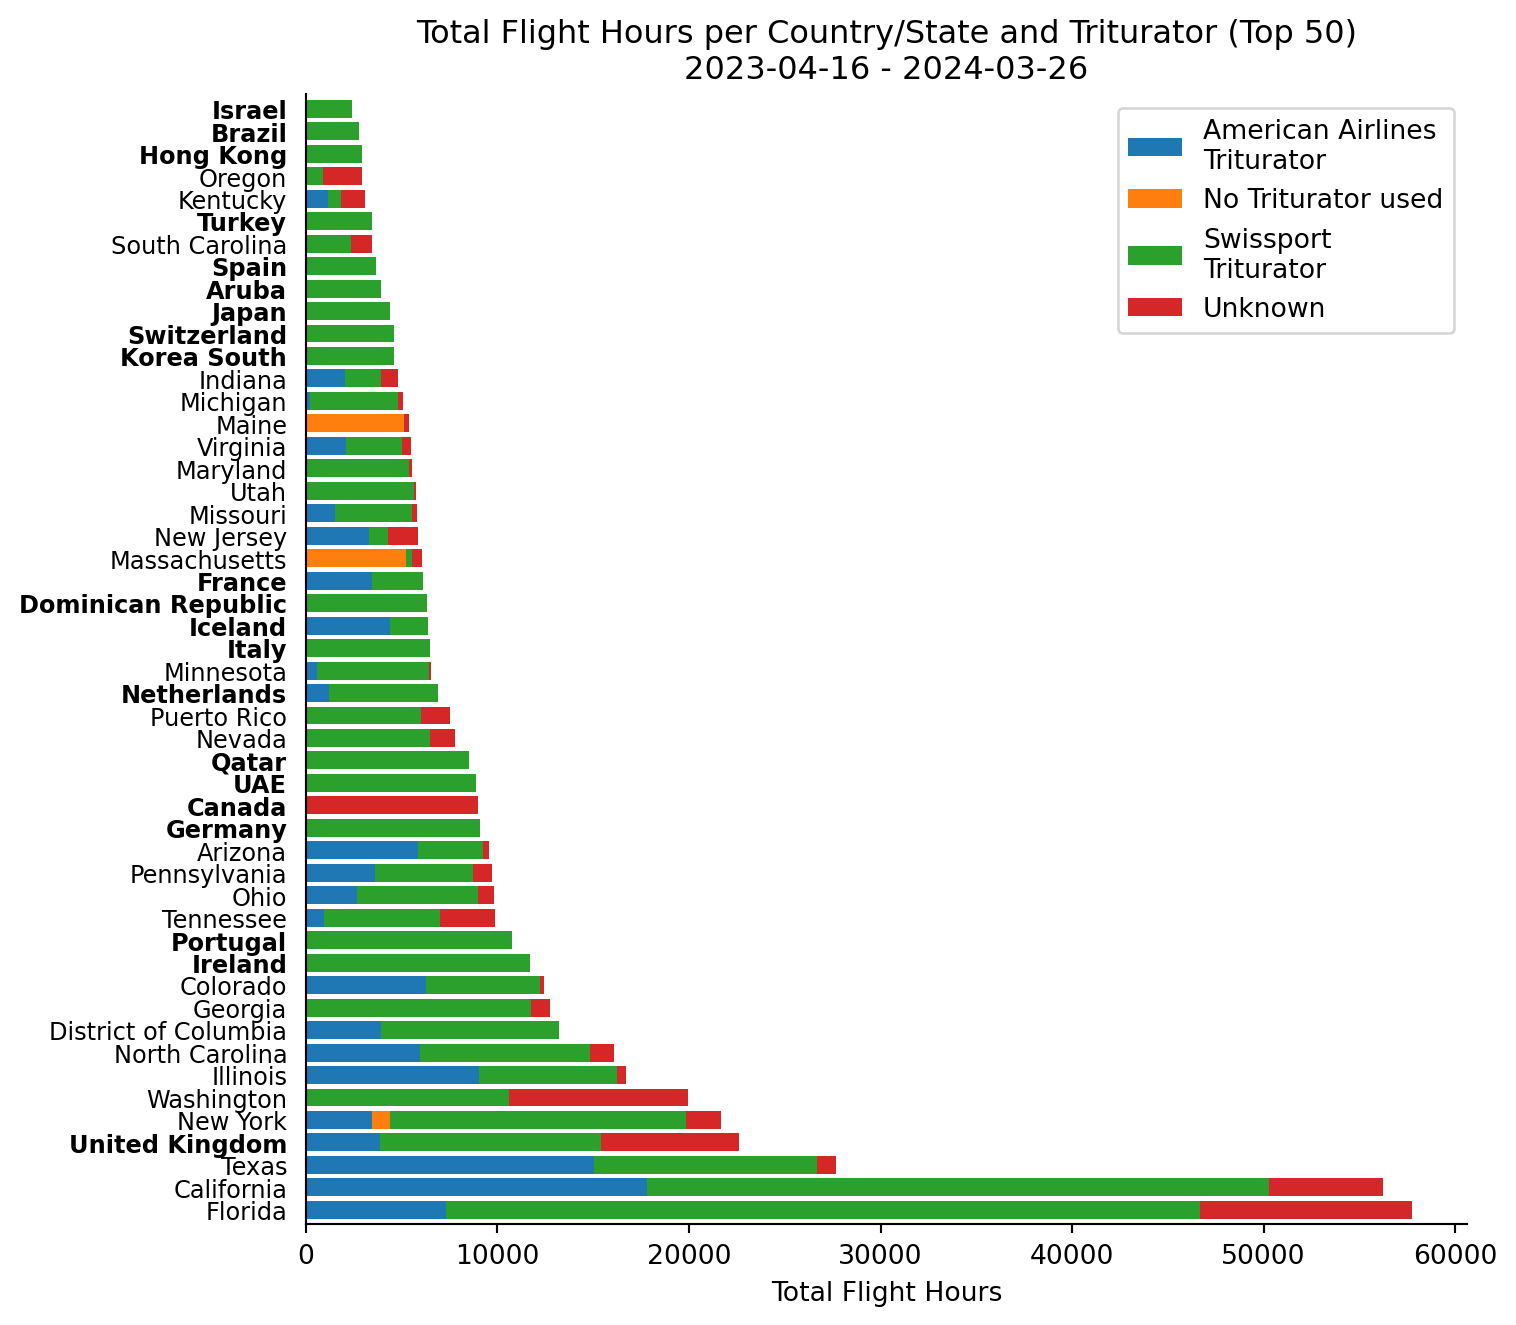 Total Flight Hours per Country/State and Triturator (Top 50)
2023-04-16 - 2024-03-26
American Airlines
Triturator
No Triturator used
Swissport
Triturator
Unknown
Israel
Brazil
Hong Kong
Oregon
Kentucky
Turkey
South Carolina
Spain
Aruba
Japan
Switzerland
Korea South
Indiana
Michigan
Maine
Virginia
Maryland
Utah
Missouri
New Jersey
Massachusetts
France
Dominican Republic
Iceland
Italy
Minnesota
Netherlands
Puerto Rico
Nevada
Qatar
UAE
Canada
Germany
Arizona
Pennsylvania
Ohio
Tennessee
Portugal
Ireland
Colorado
Georgia
District of Columbia
North Carolina
Illinois
Washington
New York
United Kingdom
Texas
California
Florida
0 10000 20000 30000 40000 50000 60000
Total Flight Hours